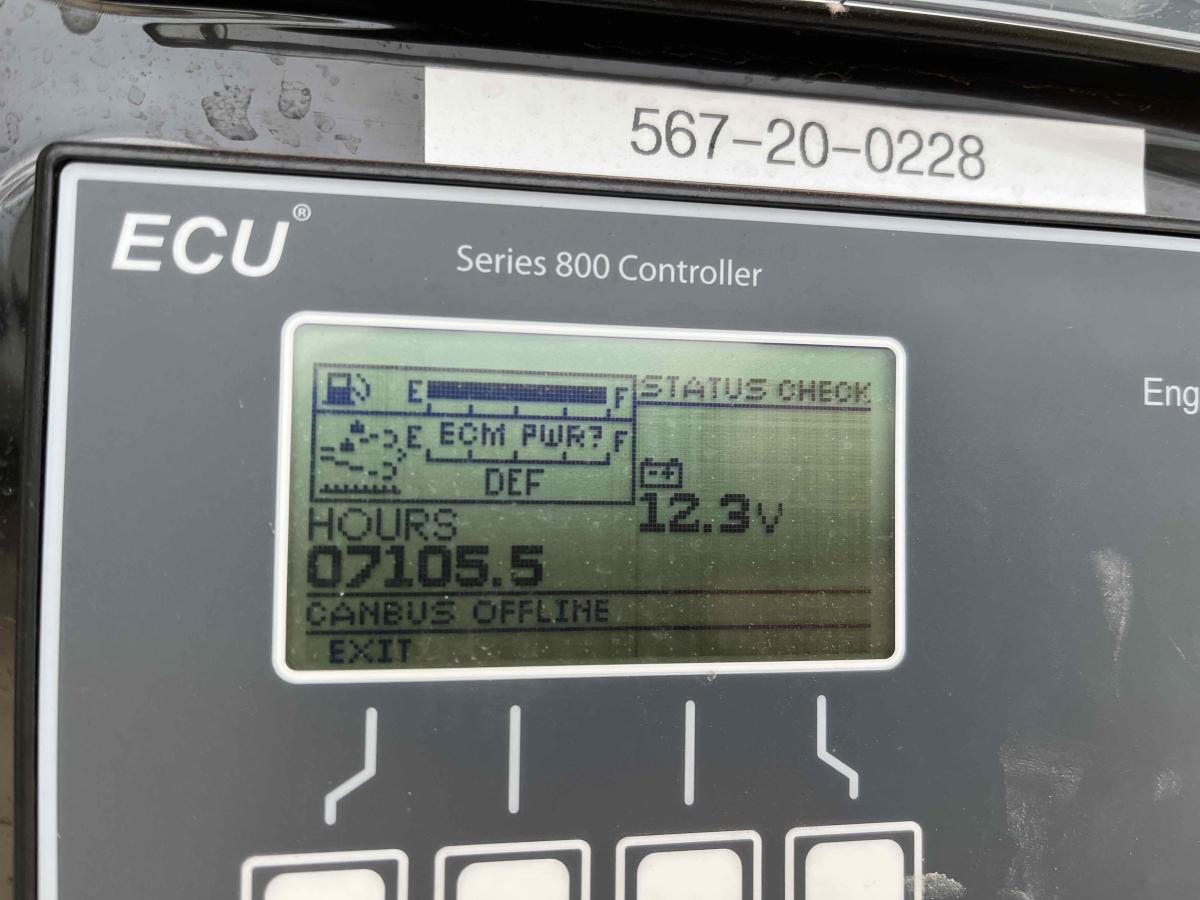 567-20-0228
ECU®
Series 800 Controller
Eng
E F
STATUS CHECK
E ECM PWR? F
DEF
HOURS
12.3V
07105.5
CANBUS OFFLINE
EXIT